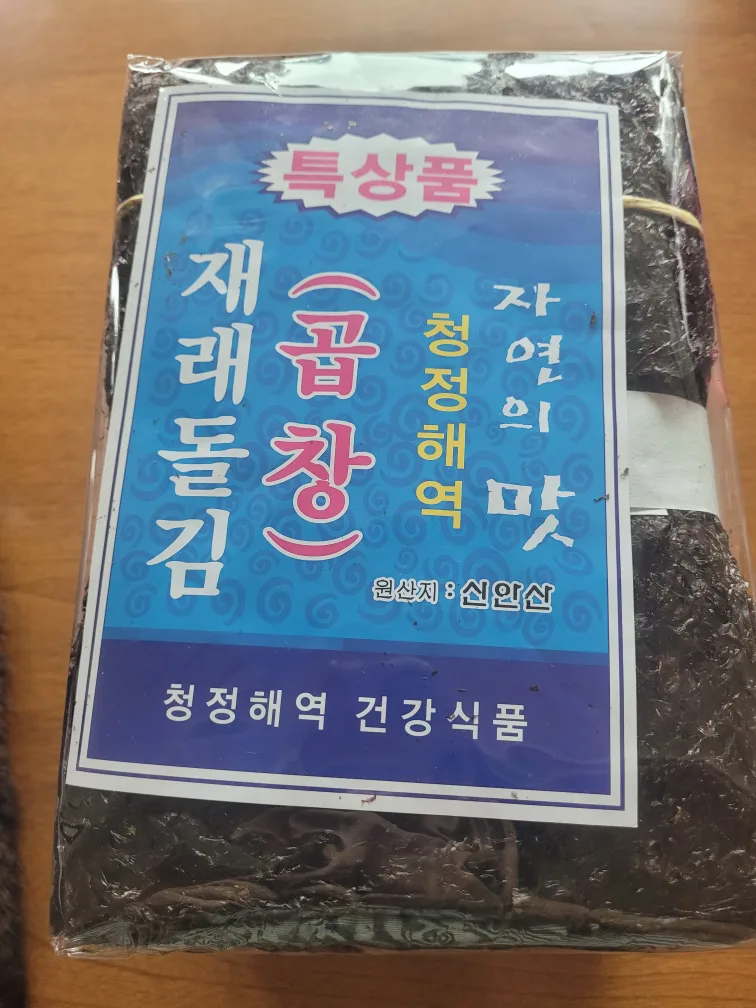 특상품
자연의 맛
청정해역
(곱창)
재래돌김
원산지 : 신안산
청정해역 건강식품